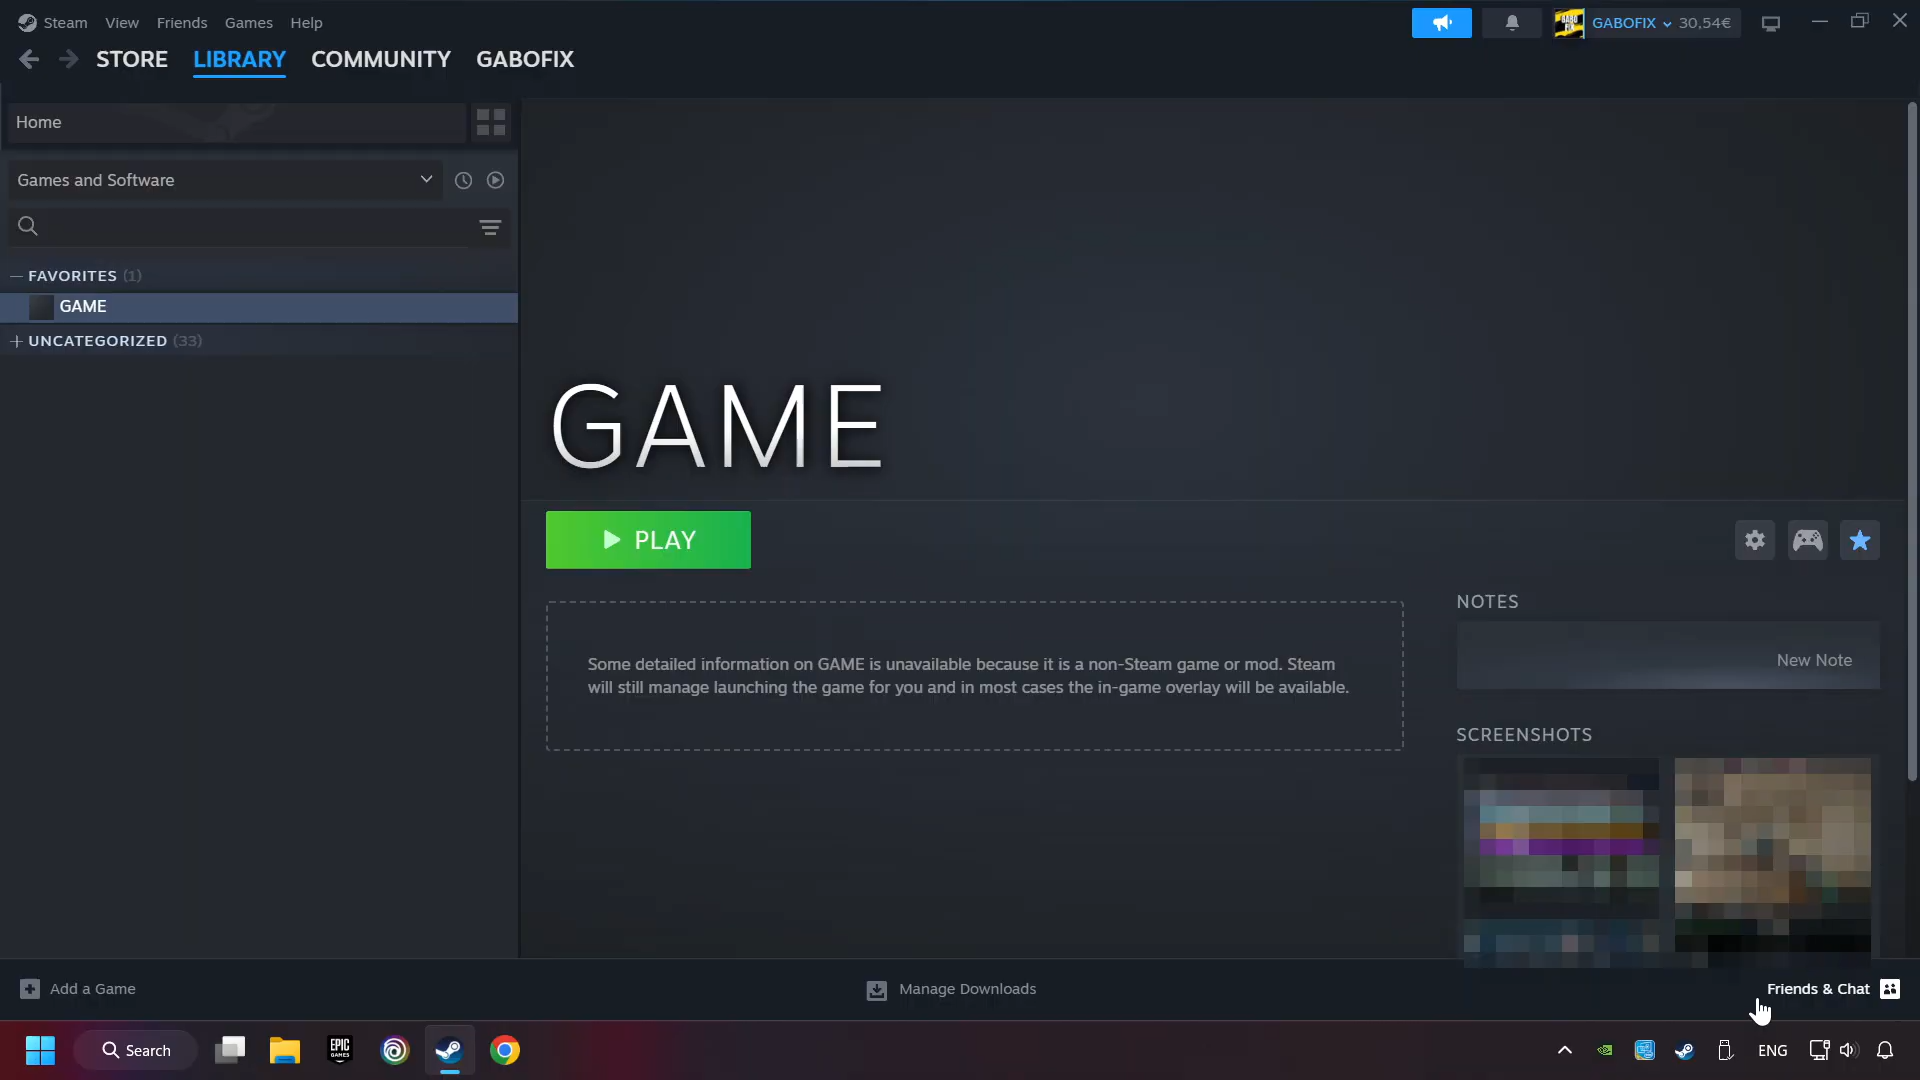 Steam View Friends Games Help
GABOFIX 30,54€
STORE LIBRARY COMMUNITY GABOFIX
Home
Games and Software
FAVORITES (1)
GAME
UNCATEGORIZED (33)
GAME
PLAY
Some detailed information on GAME is unavailable because it is a non-Steam game or mod. Steam
will still manage launching the game for you and in most cases the in-game overlay will be available.
NOTES
New Note
SCREENSHOTS
Add a Game
Manage Downloads
Friends & Chat
Search
EPIC
GAMES
ENG